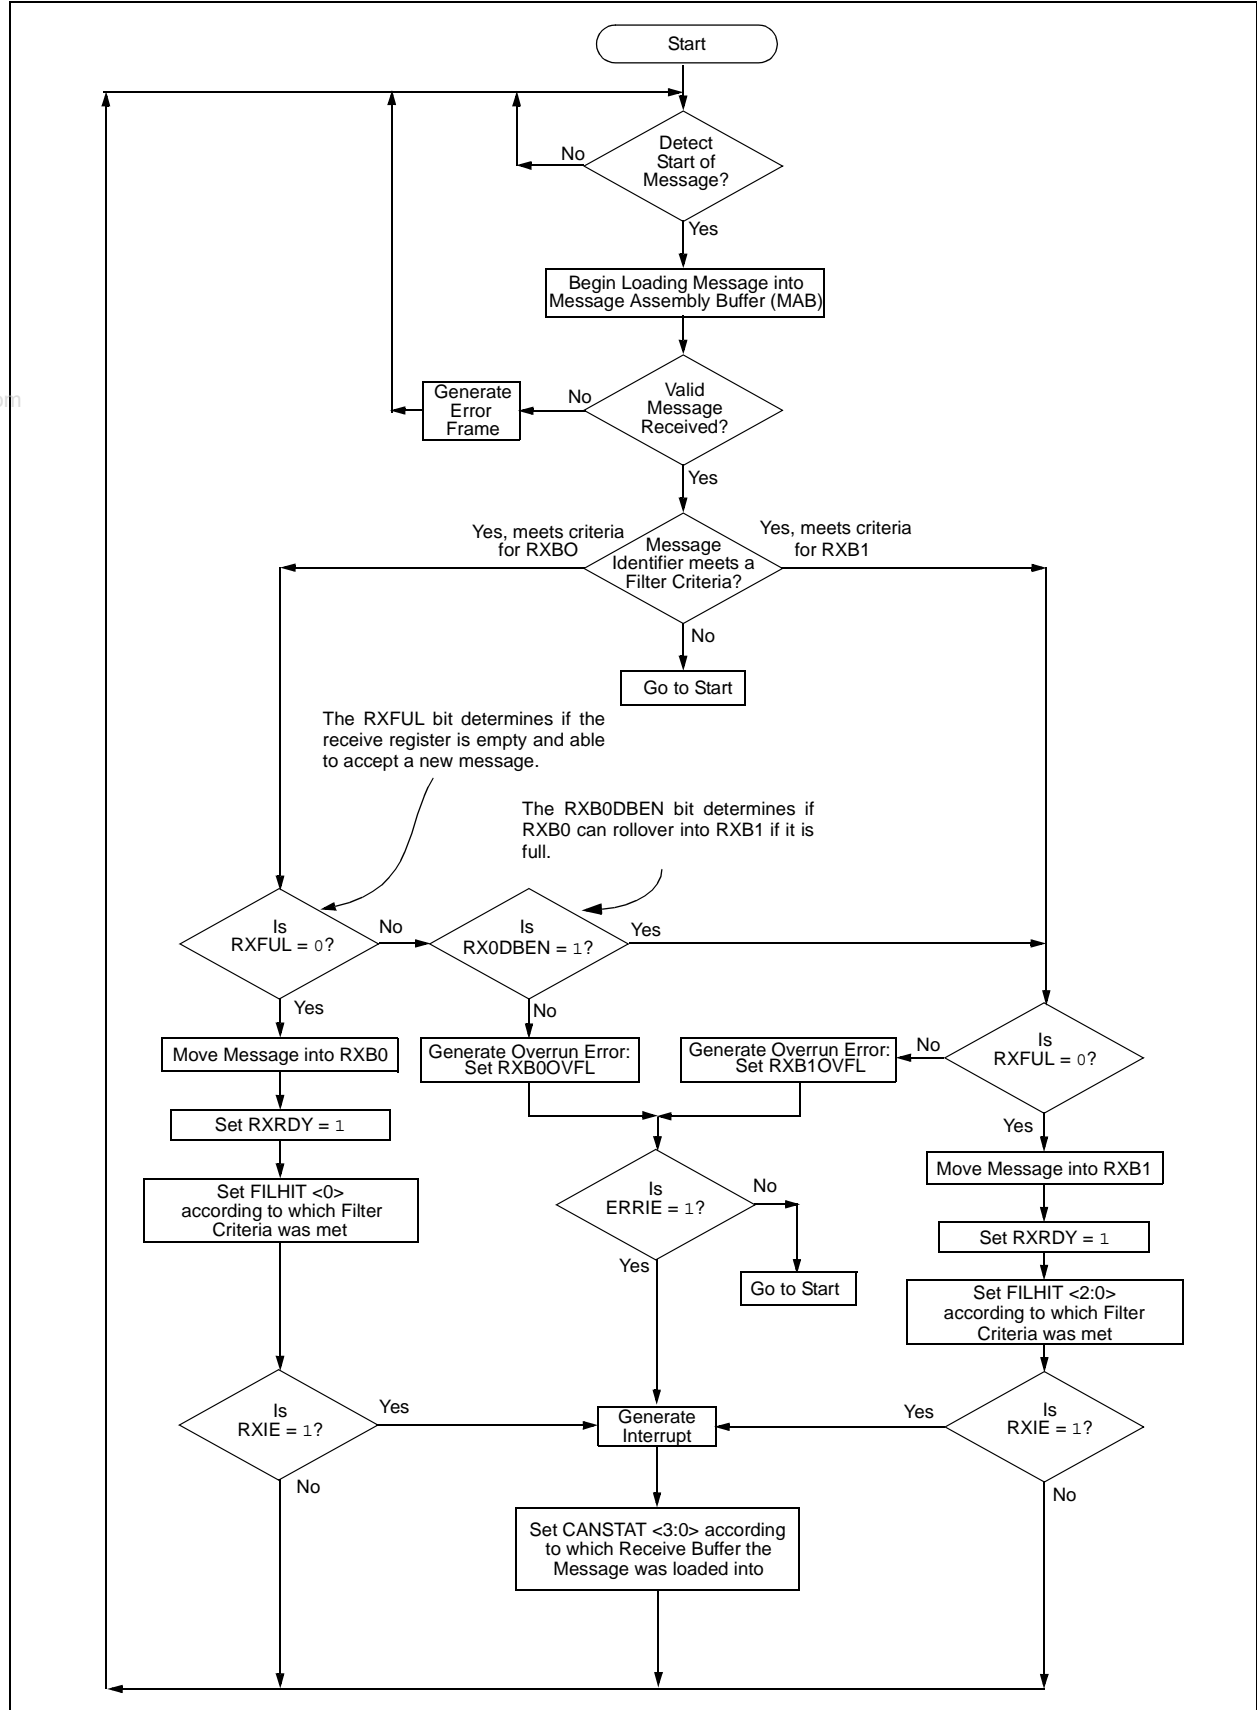 Start
Detect
Start of
Message?
No
Yes
Begin Loading Message into
Message Assembly Buffer (MAB)
Valid
Message
Received?
No
Generate
Error
Frame
om
Yes
Message
Identifier meets a
Filter Criteria?
Yes, meets criteria
for RXBO
Yes, meets criteria
for RXB1
No
Go to Start
The RXFUL bit determines if the
receive register is empty and able
to accept a new message.
The RXB0DBEN bit determines if
RXB0 can rollover into RXB1 if it is
full.
Is
RXFUL = 0?
No
Is
RX0DBEN = 1?
Yes
Yes
No
Move Message into RXB0
Generate Overrun Error:
Set RXB0OVFL
Generate Overrun Error:
Set RXB1OVFL
No
Is
RXFUL = 0?
Set RXRDY = 1
Yes
Move Message into RXB1
Set FILHIT <0>
according to which Filter
Criteria was met
Is
ERRIE = 1?
No
Yes
Go to Start
Set RXRDY = 1
Set FILHIT <2:0>
according to which Filter
Criteria was met
Is
RXIE = 1?
Yes
Generate
Interrupt
Yes
Is
RXIE = 1?
No
No
Set CANSTAT <3:0> according
to which Receive Buffer the
Message was loaded into